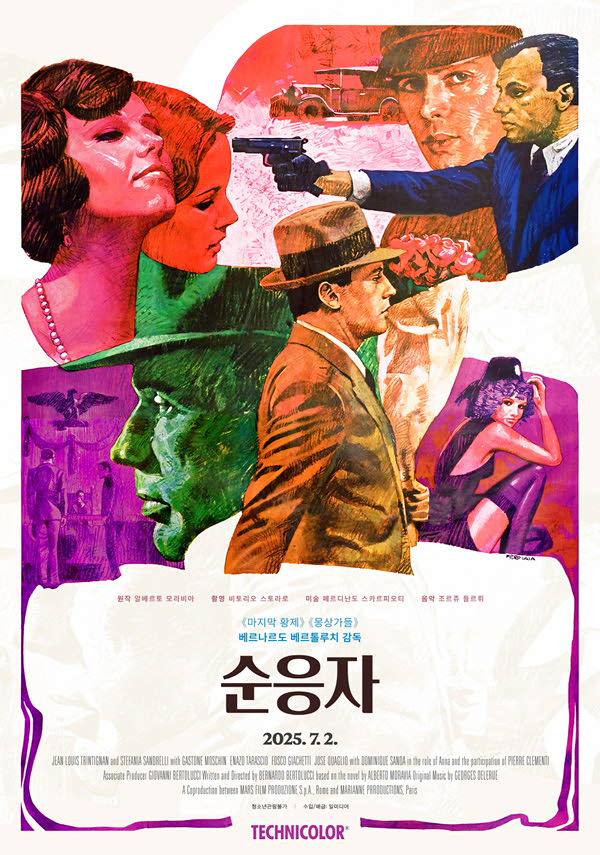 원작 알베르토 모라비아 촬영 비토리오 스토라로 미술 페르디난도 스카르피오티 음악 조르쥬 들르뤼
《마지막 황제》 《몽상가들》
베르나르도 베르톨루치 감독
순응자
2025. 7. 2.
JEAN LOUIS TRINTIGNAN and STEFANIA SANDRELLI with GASTONE MOSCHIN ENAZO TARASCIO FOSCO GIACHETTI JOSE QUAGLIO with DOMINIQUE SANDA in the role of Anna and the participation of PIERRE CLEMENTI
Associate Producer GIOVANNI BERTOLUCCI Written and Directed by BERNARDO BERTOLUCCI based on the novel by ALBERTO MORAVIA Original Music by GEORGES DELERUE
A Coproduction between MARS FILM PRODUZIONE S.p.A., Rome and MARIANNE PRRODUCTIONS, Paris
청소년관람불가 / 수입/배급: 일미디어
TECHNICOLOR®